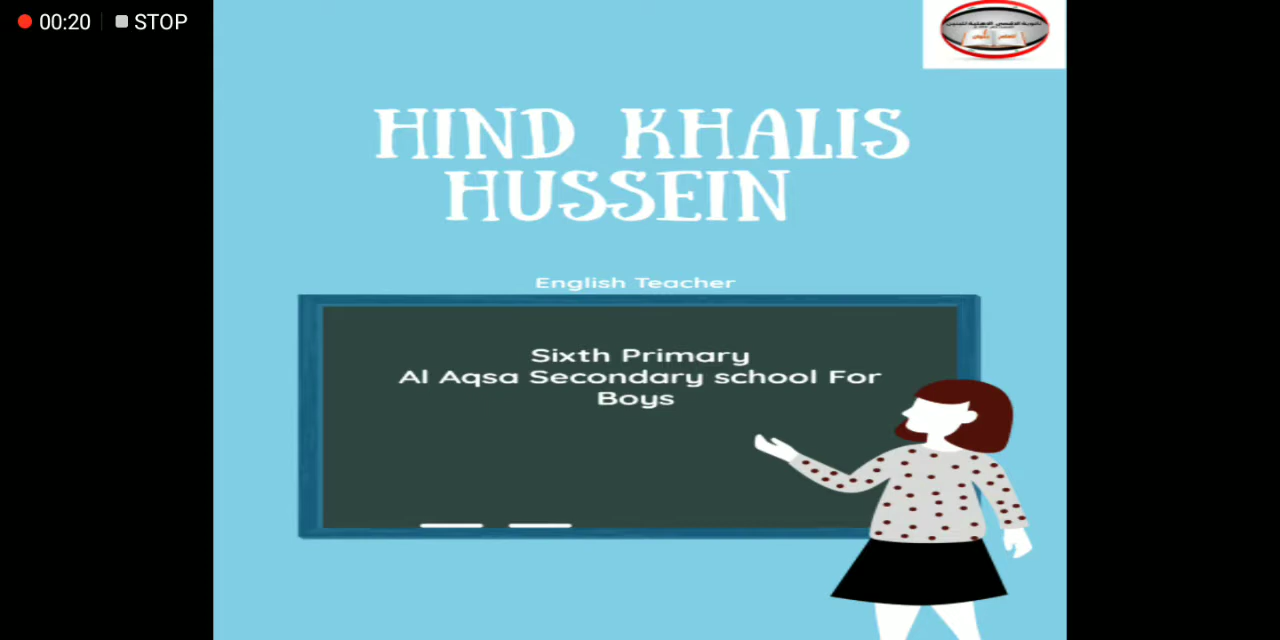 00:20 STOP
HIND KHALIS
HUSSEIN
English Teacher
Sixth Primary
Al Aqsa Secondary school For
Boys